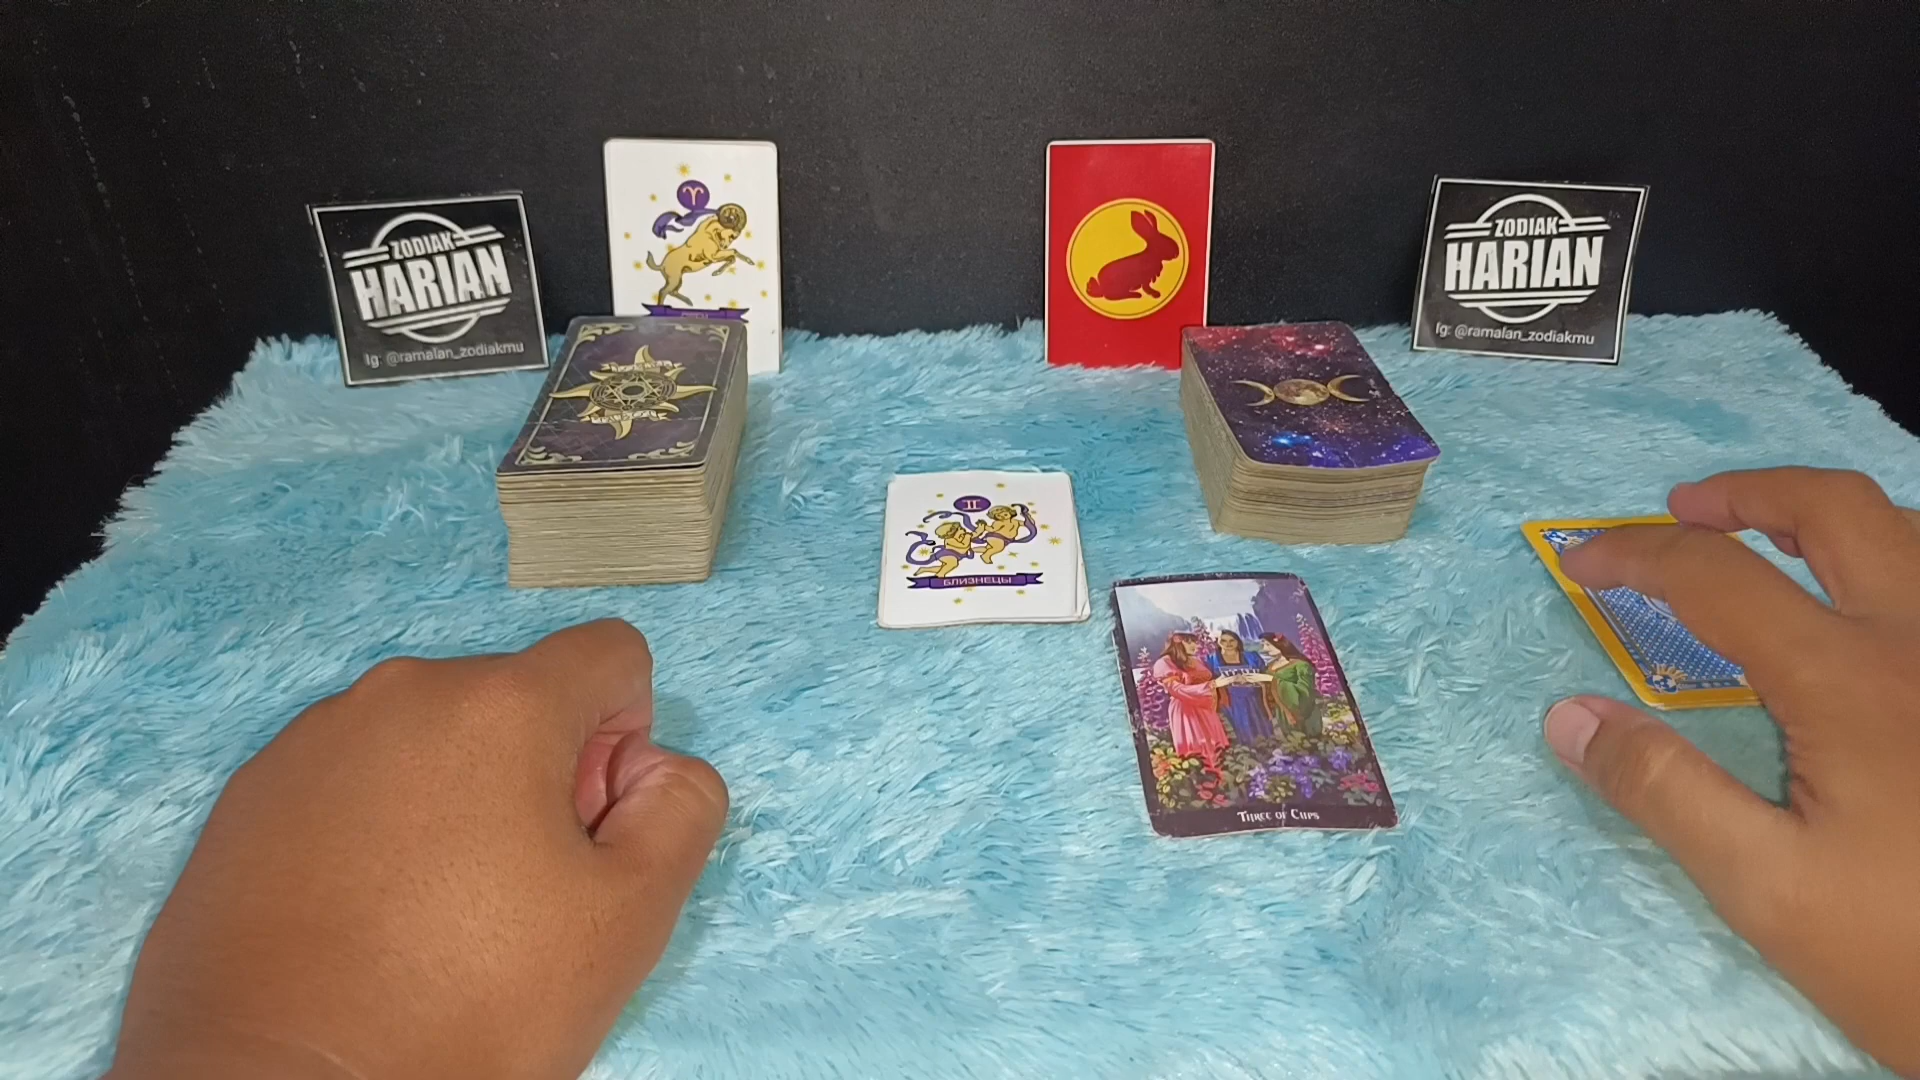 ZODIAK
HARIAN
Ig: @ramalan_zodiakmu
ZODIAK
HARIAN
Ig: @ramalan_zodiakmu
БЛИЗНЕЦЫ
THREE OF CUPS